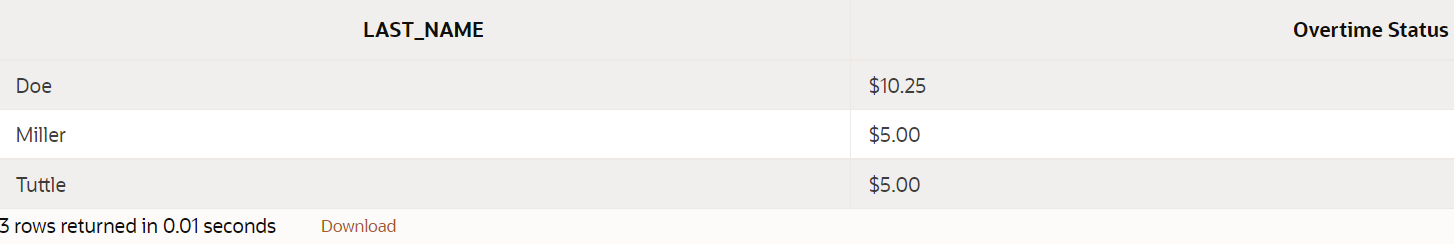 LAST_NAME Overtime Status
Doe $10.25
Miller $5.00
Tuttle $5.00
3 rows returned in 0.01 seconds Download